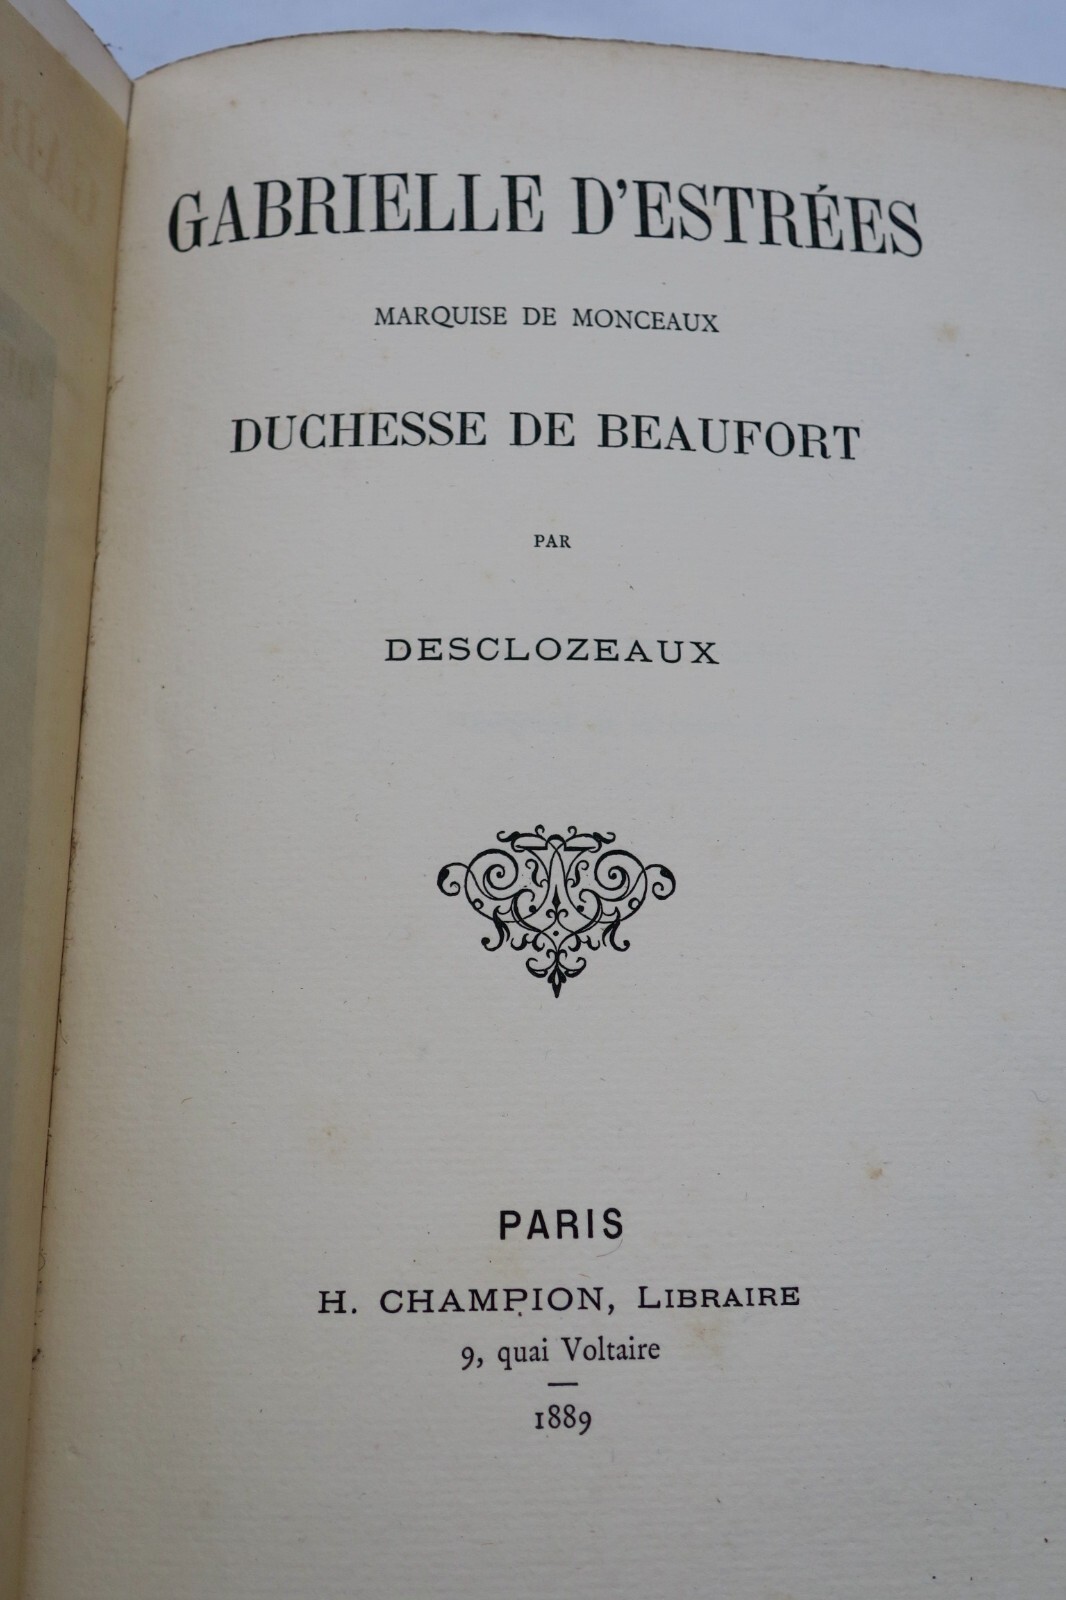 GABRIELLE D'ESTRÉES
MARQUISE DE MONCEAUX
DUCHESSE DE BEAUFORT
PAR
DESCLOZEAUX
PARIS
H. CHAMPION, LIBRAIRE
9, quai Voltaire
1889